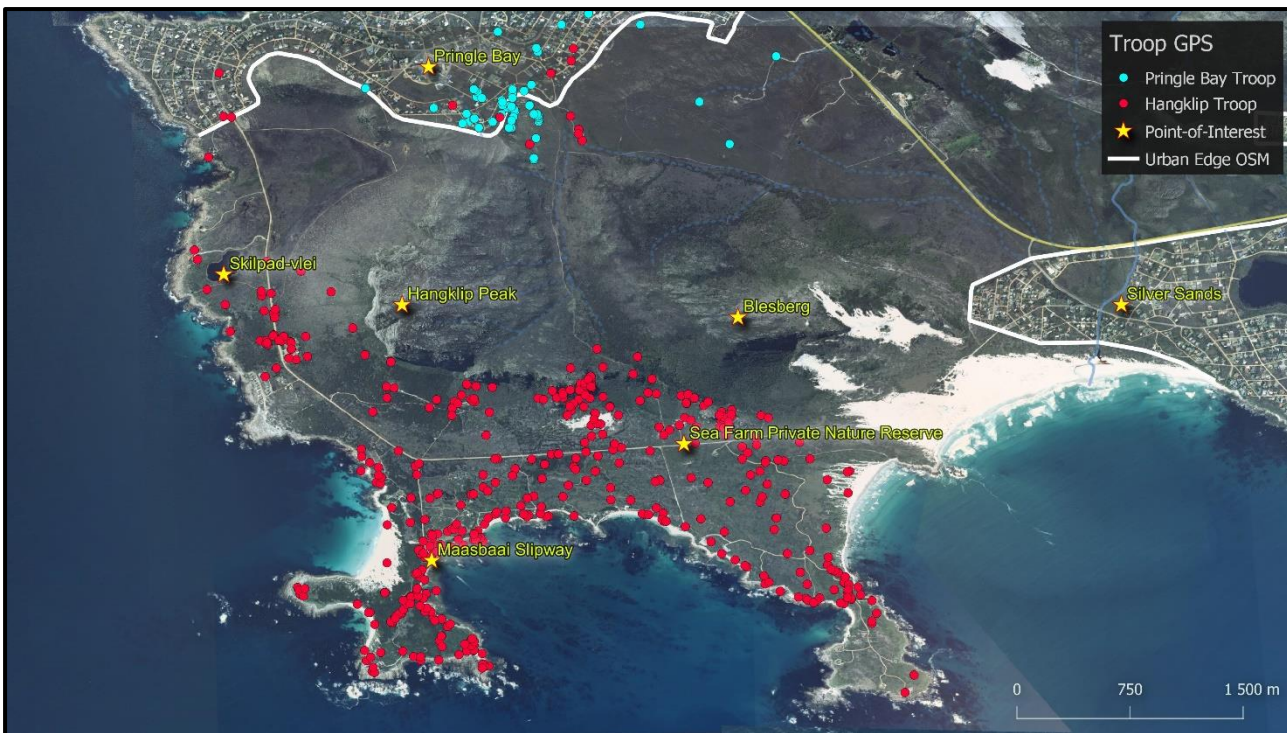 Troop GPS
Pringle Bay Troop
Hangklip Troop
Point-of-Interest
Urban Edge OSM
Pringle Bay
Skilpad-vlei
Hangklip Peak
Blesberg
Silver Sands
Sea Farm Private Nature Reserve
Maasbaai Slipway
0 750 1 500 m